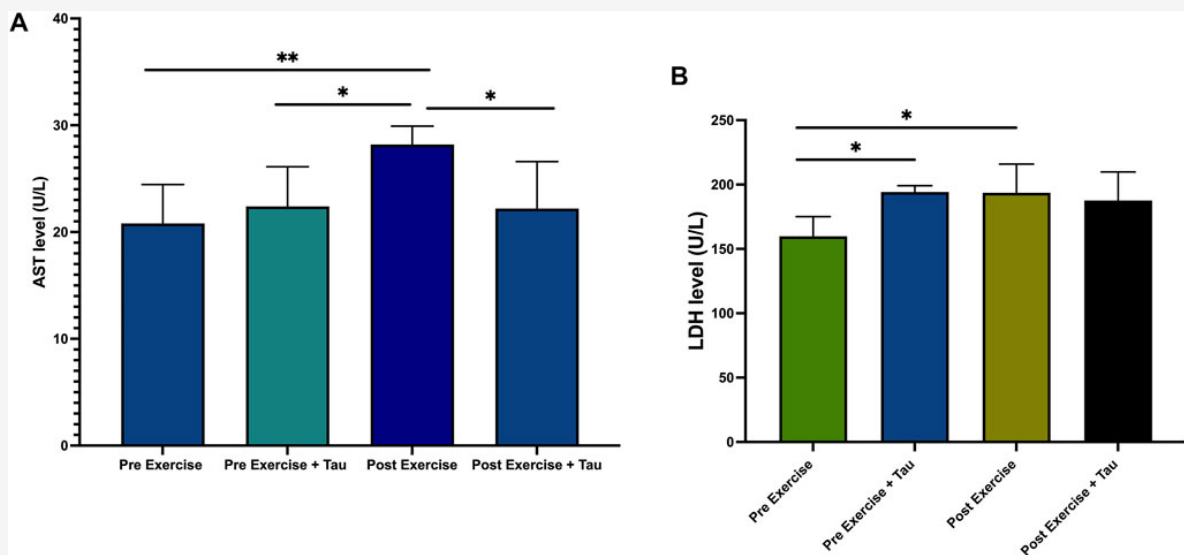 A
AST level (U/L)
40
30
20
10
0
**
*
*
Pre Exercise
Pre Exercise + Tau
Post Exercise
Post Exercise + Tau
B
LDH level (U/L)
250
200
150
100
50
0
*
*
Pre Exercise
Pre Exercise + Tau
Post Exercise
Post Exercise + Tau